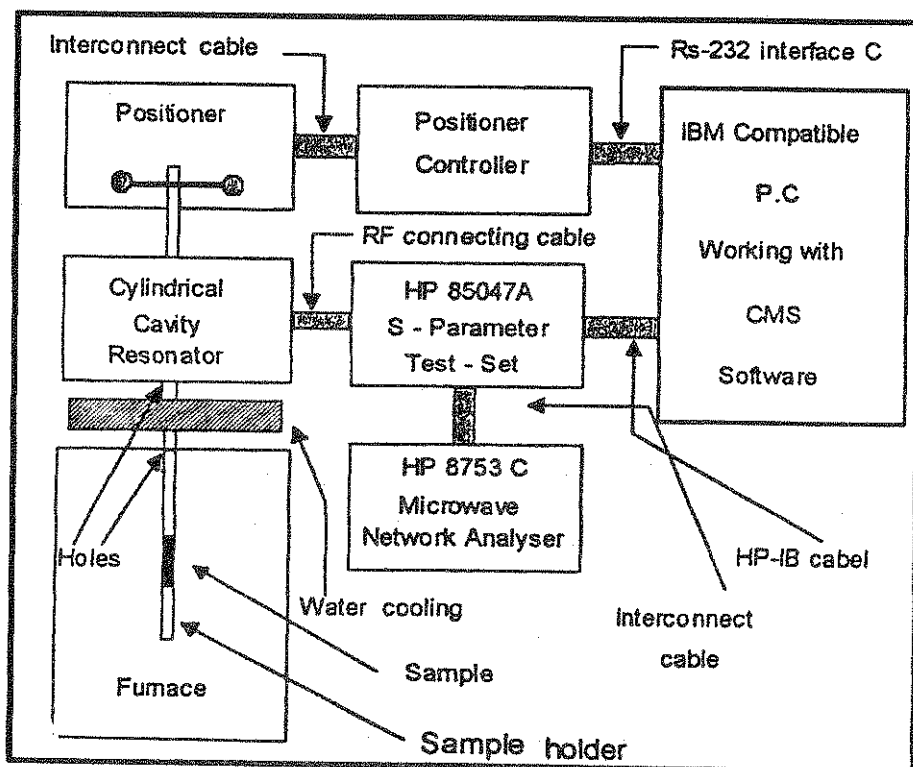 Interconnect cable
Rs-232 interface C
Positioner
Positioner
Controller
IBM Compatible
P.C
Working with
CMS
Software
RF connecting cable
Cylindrical
Cavity
Resonator
HP 85047A
S - Parameter
Test - Set
HP 8753 C
Microwave
Network Analyser
Holes
Water cooling
HP-IB cabel
Interconnect
cable
Sample
Furnace
Sample holder